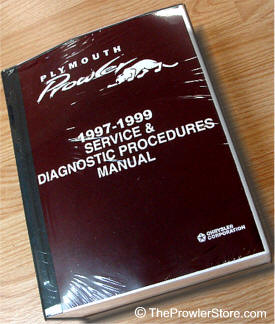 PLYMOUTH
Prowler
1997-1999
SERVICE &
DIAGNOSTIC PROCEDURES
MANUAL
CHRYSLER
CORPORATION
© TheProwlerStore.com